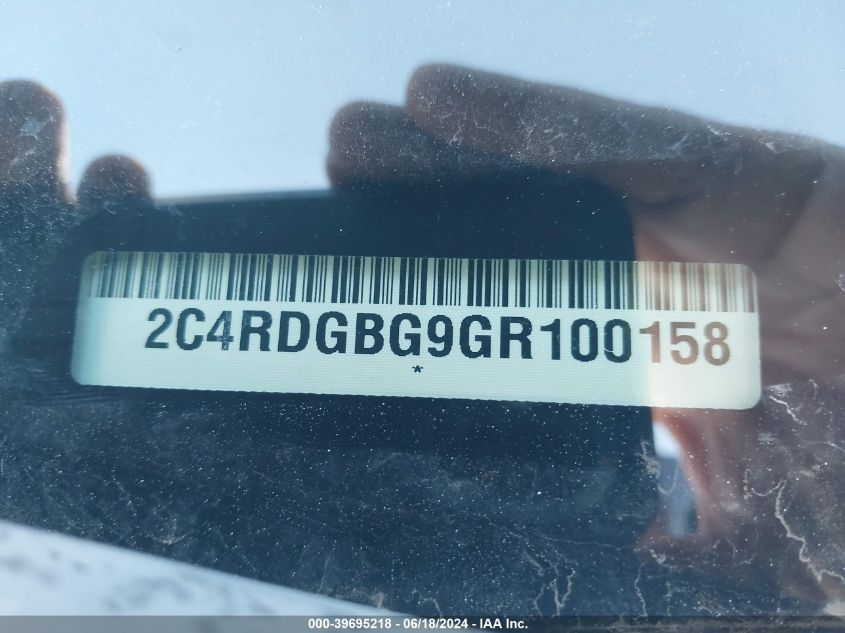 2C4RDGBG9GR100158
*
000-39695218 - 06/18/2024 - IAA Inc.